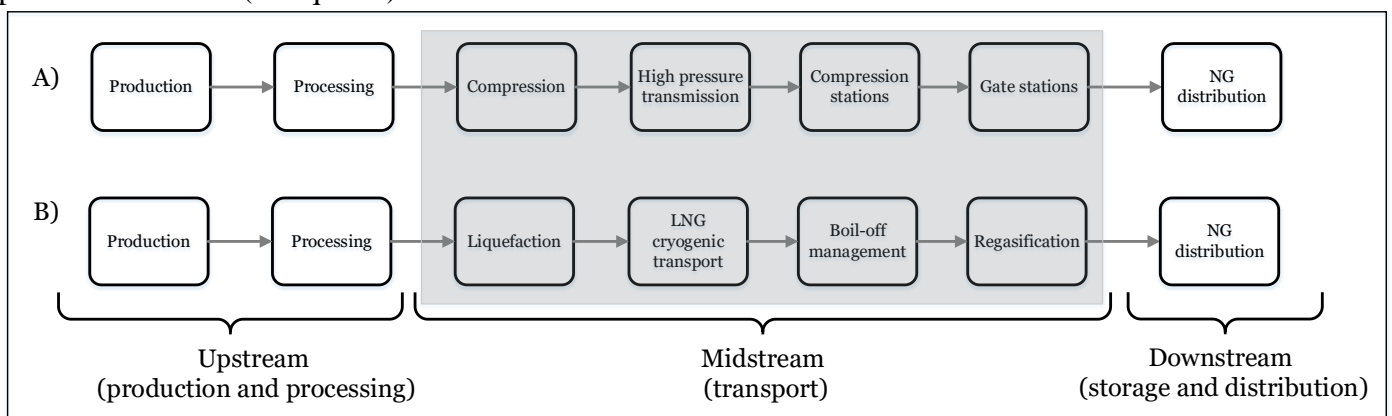 A)
Production
Processing
Compression
High pressure
transmission
Compression
stations
Gate stations
NG
distribution
B)
Production
Processing
Liquefaction
LNG
cryogenic
transport
Boil-off
management
Regasification
NG
distribution
Upstream
(production and processing)
Midstream
(transport)
Downstream
(storage and distribution)